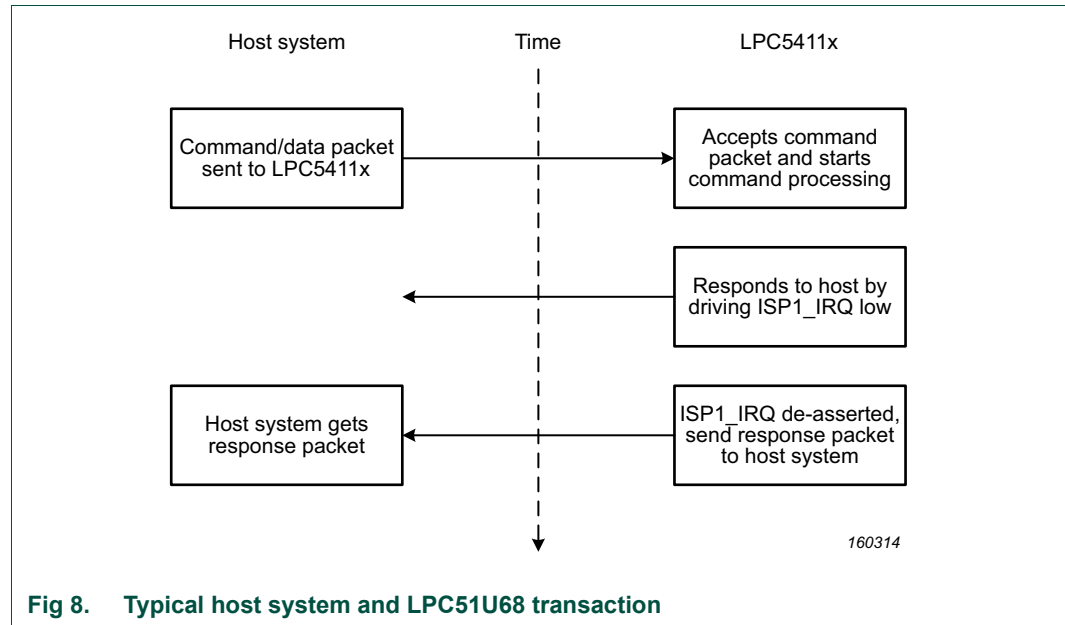 Host system
Time
LPC5411x
Command/data packet
sent to LPC5411x
Accepts command
packet and starts
command processing
Responds to host by
driving ISP1_IRQ low
Host system gets
response packet
ISP1_IRQ de-asserted,
send response packet
to host system
160314
Fig 8. Typical host system and LPC51U68 transaction